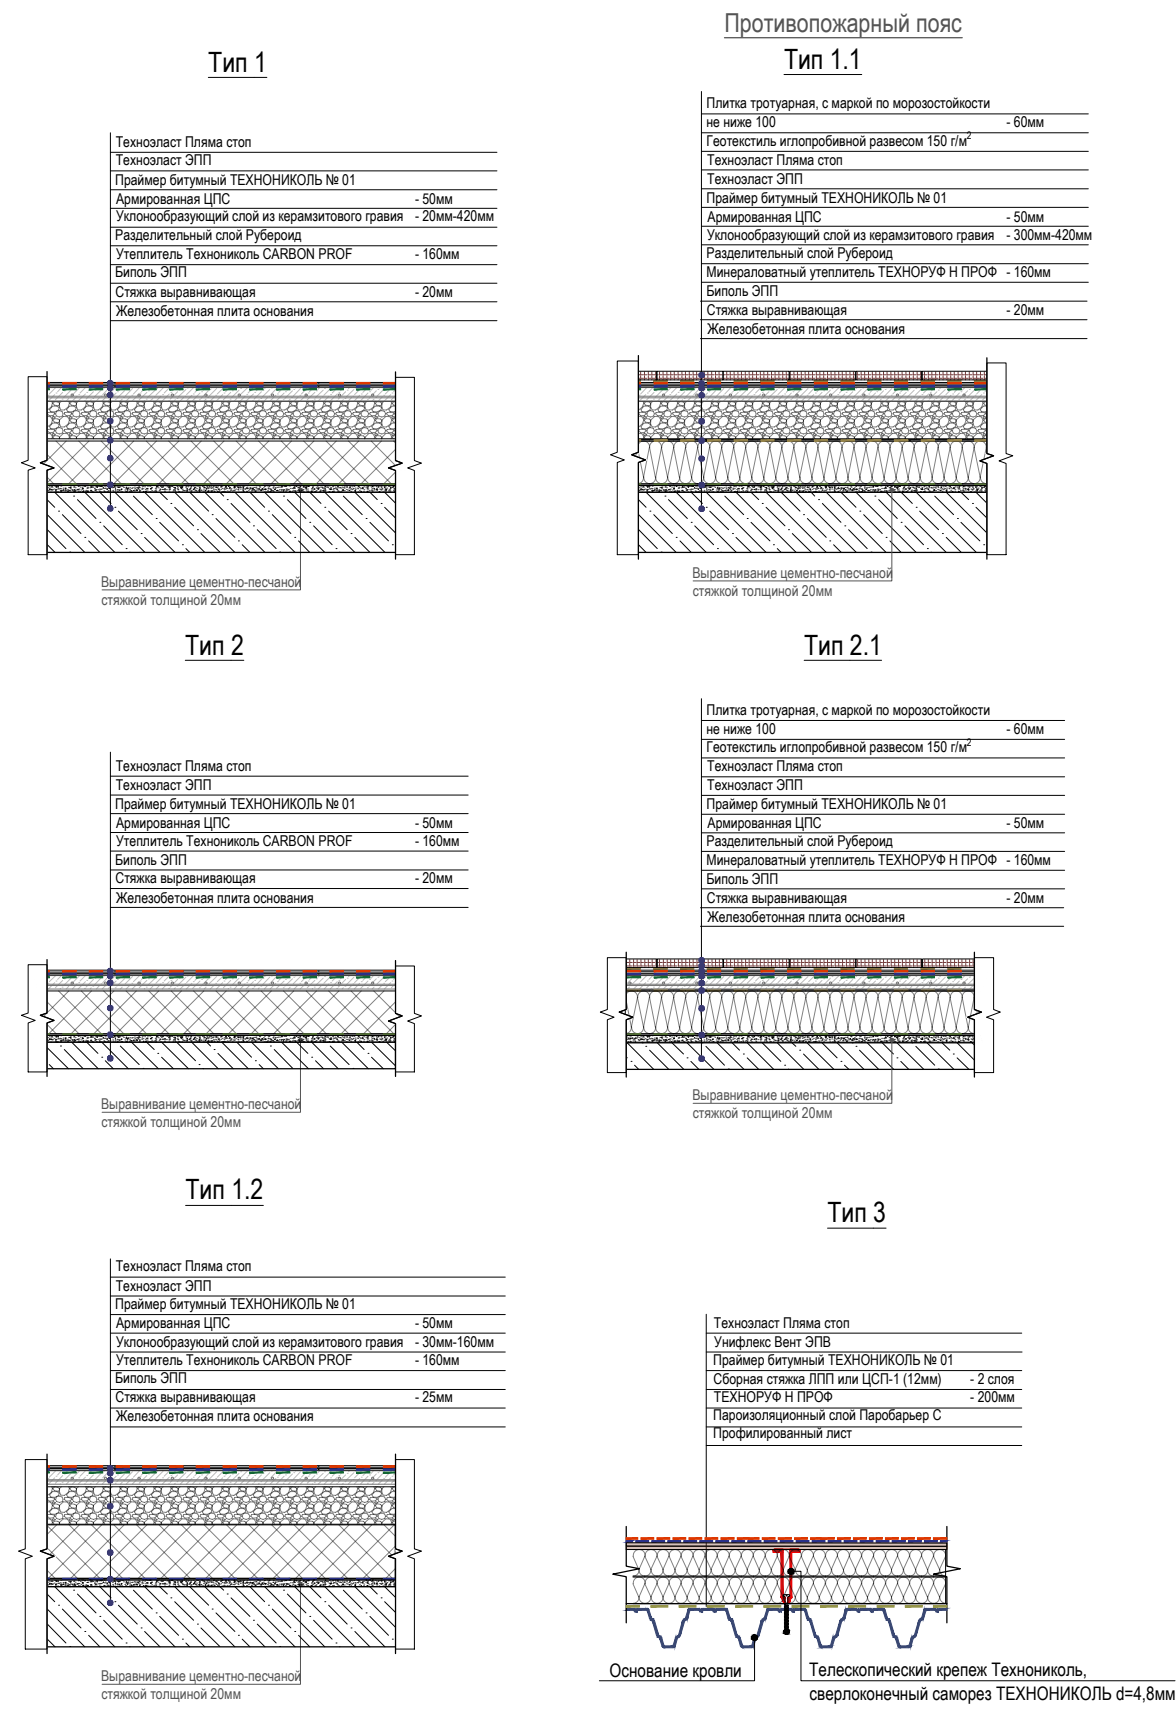 Тип 1
Техноэласт Пляма стоп
Техноэласт ЭПП
Праймер битумный ТЕХНОНИКОЛЬ № 01
Армированная ЦПС - 50мм
Уклонообразующий слой из керамзитового гравия - 20мм-420мм
Разделительный слой Рубероид
Утеплитель Технониколь CARBON PROF - 160мм
Биполь ЭПП
Стяжка выравнивающая - 20мм
Железобетонная плита основания
Выравнивание цементно-песчаной
стяжкой толщиной 20мм
Противопожарный пояс
Тип 1.1
Плитка тротуарная, с маркой по морозостойкости
не ниже 100 - 60мм
Геотекстиль иглопробивной развесом 150 г/м²
Техноэласт Пляма стоп
Техноэласт ЭПП
Праймер битумный ТЕХНОНИКОЛЬ № 01
Армированная ЦПС - 50мм
Уклонообразующий слой из керамзитового гравия - 300мм-420мм
Разделительный слой Рубероид
Минераловатный утеплитель ТЕХНОРУФ Н ПРОФ - 160мм
Биполь ЭПП
Стяжка выравнивающая - 20мм
Железобетонная плита основания
Выравнивание цементно-песчаной
стяжкой толщиной 20мм
Тип 2
Техноэласт Пляма стоп
Техноэласт ЭПП
Праймер битумный ТЕХНОНИКОЛЬ № 01
Армированная ЦПС - 50мм
Утеплитель Технониколь CARBON PROF - 160мм
Биполь ЭПП
Стяжка выравнивающая - 20мм
Железобетонная плита основания
Выравнивание цементно-песчаной
стяжкой толщиной 20мм
Тип 2.1
Плитка тротуарная, с маркой по морозостойкости
не ниже 100 - 60мм
Геотекстиль иглопробивной развесом 150 г/м²
Техноэласт Пляма стоп
Техноэласт ЭПП
Праймер битумный ТЕХНОНИКОЛЬ № 01
Армированная ЦПС - 50мм
Разделительный слой Рубероид
Минераловатный утеплитель ТЕХНОРУФ Н ПРОФ - 160мм
Биполь ЭПП
Стяжка выравнивающая - 20мм
Железобетонная плита основания
Выравнивание цементно-песчаной
стяжкой толщиной 20мм
Тип 1.2
Техноэласт Пляма стоп
Техноэласт ЭПП
Праймер битумный ТЕХНОНИКОЛЬ № 01
Армированная ЦПС - 50мм
Уклонообразующий слой из керамзитового гравия - 30мм-160мм
Утеплитель Технониколь CARBON PROF - 160мм
Биполь ЭПП
Стяжка выравнивающая - 25мм
Железобетонная плита основания
Выравнивание цементно-песчаной
стяжкой толщиной 20мм
Тип 3
Техноэласт Пляма стоп
Унифлекс Вент ЭПВ
Праймер битумный ТЕХНОНИКОЛЬ № 01
Сборная стяжка ЛПП или ЦСП-1 (12мм) - 2 слоя
ТЕХНОРУФ Н ПРОФ - 200мм
Пароизоляционный слой Паробарьер С
Профилированный лист
Основание кровли
Телескопический крепеж Технониколь,
сверлоконечный саморез ТЕХНОНИКОЛЬ d=4,8мм